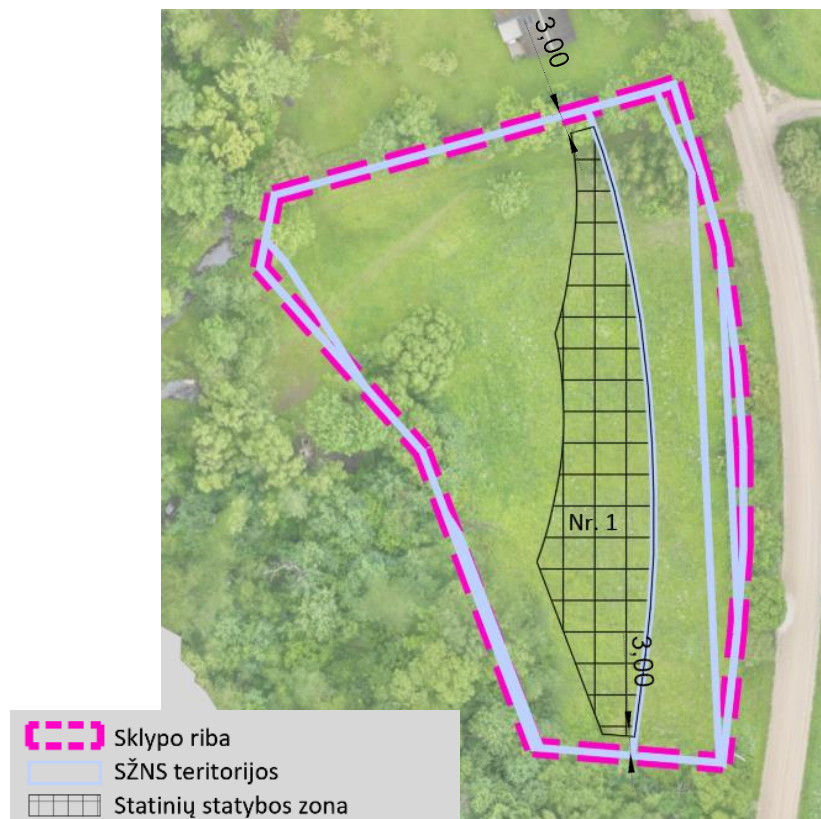 3,00
Nr. 1
3,00
Sklypo riba
SŽNS teritorijos
Statinių statybos zona